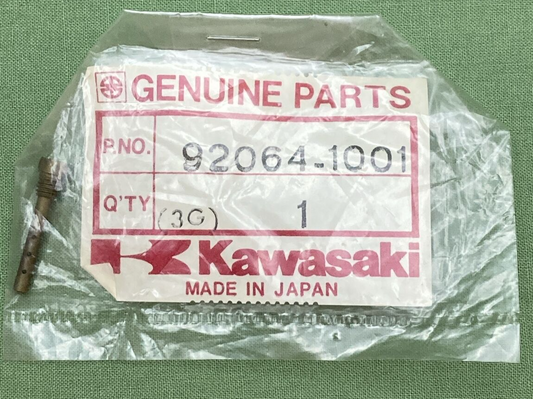 GENUINE PARTS
P.NO. 92064-1001
Q'TY (3G) 1
Kawasaki
MADE IN JAPAN